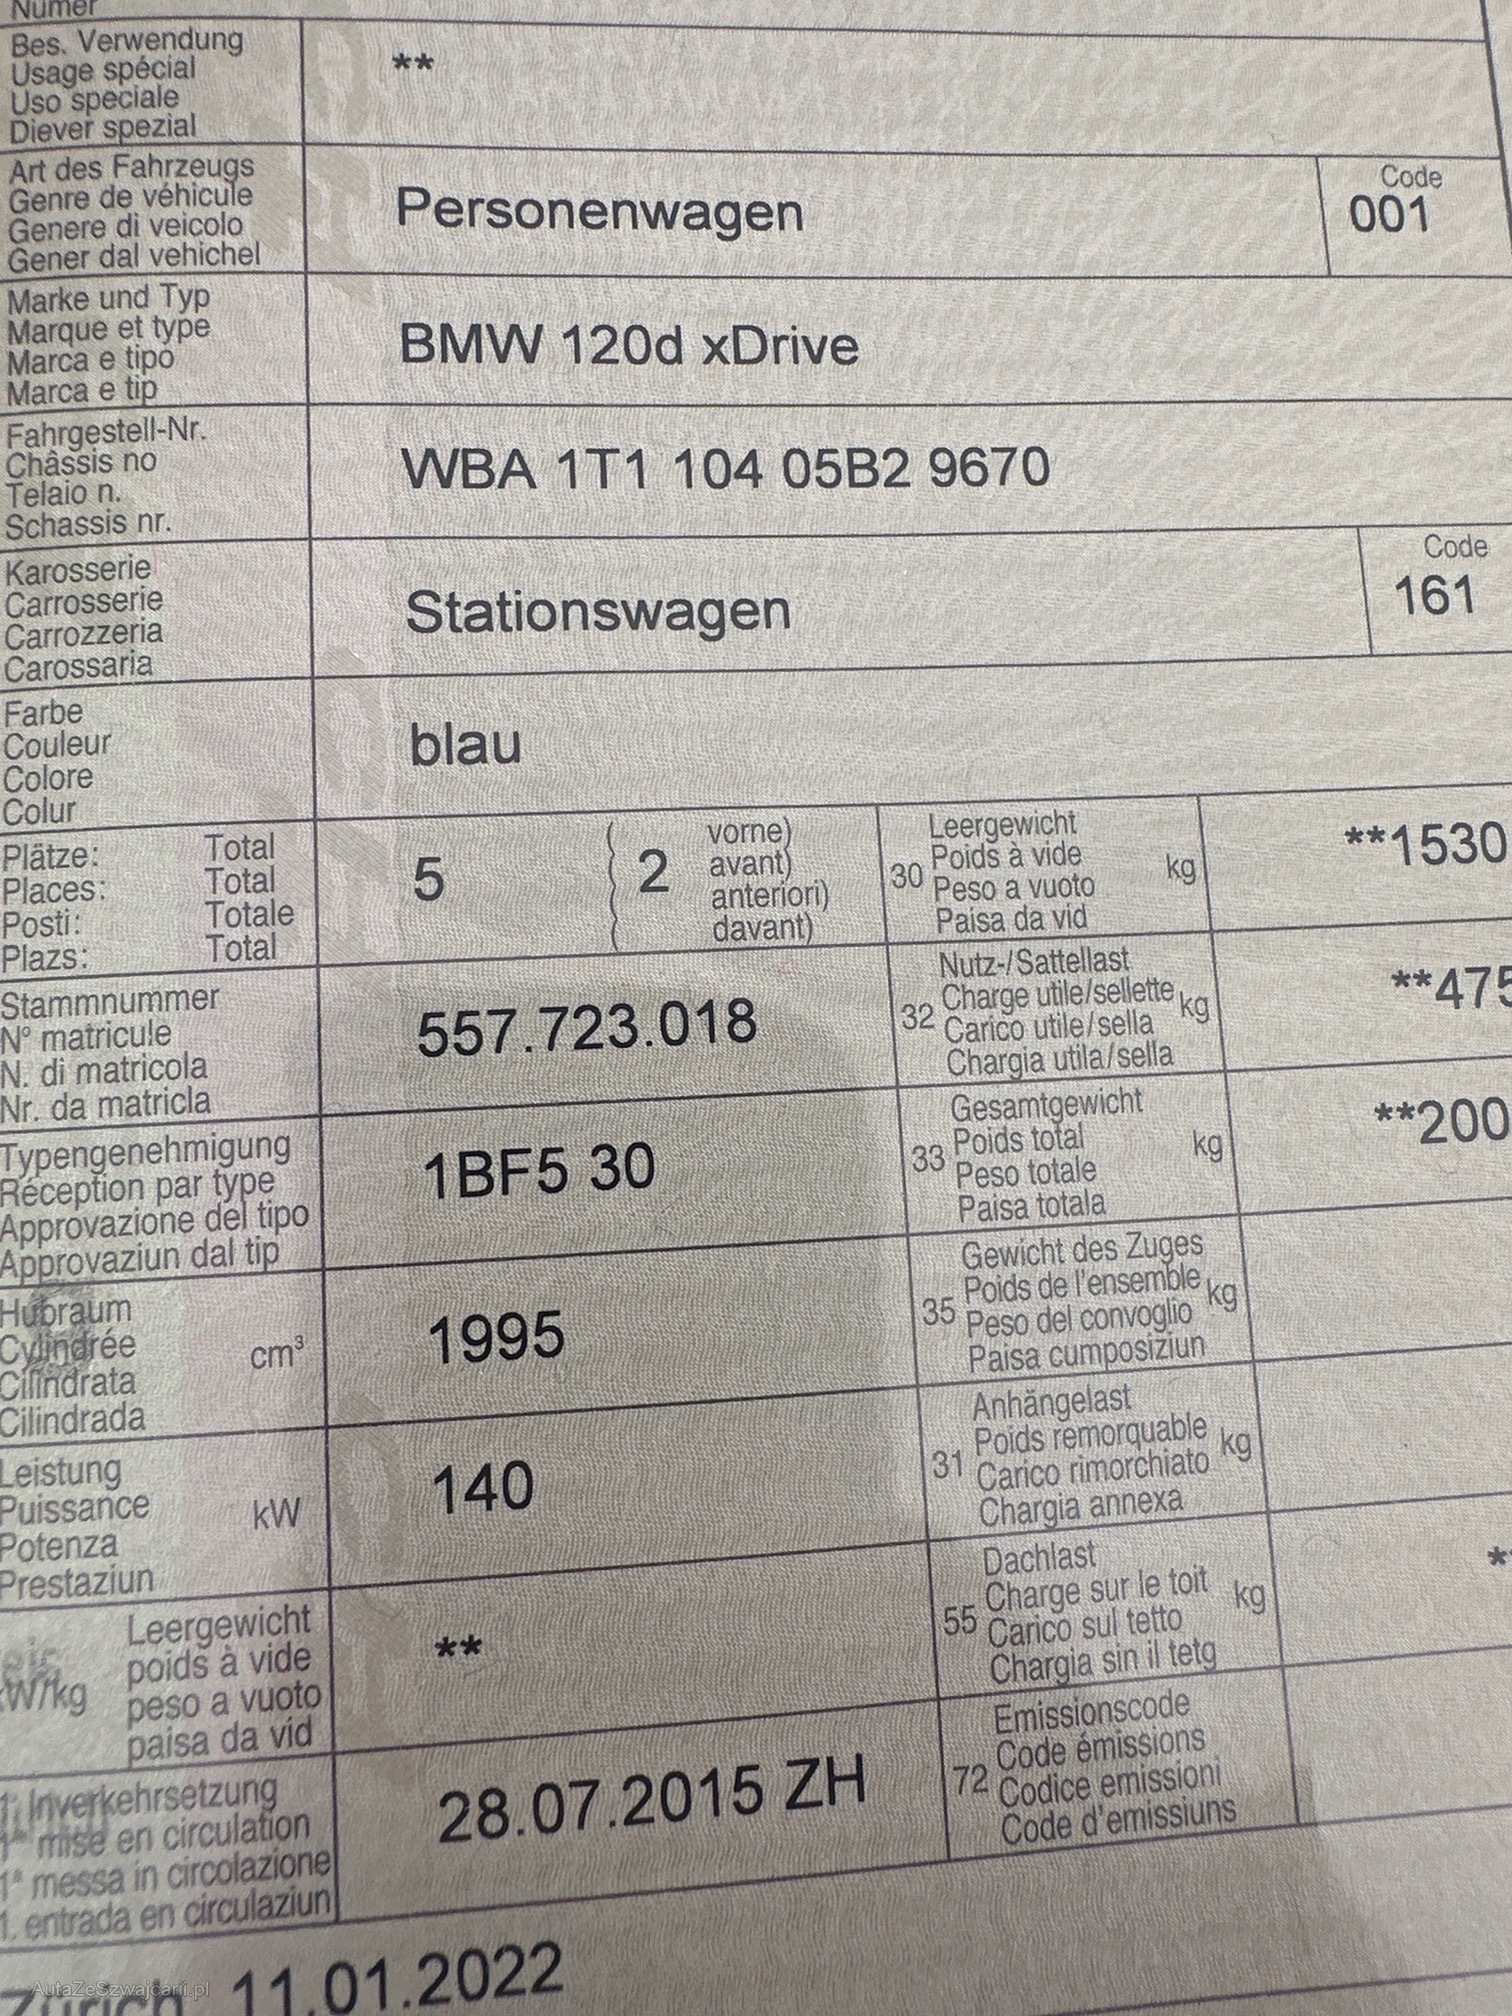 Numer
Bes. Verwendung
Usage spécial
Uso speciale
Diever spezial
**
Art des Fahrzeugs
Genre de véhicule
Genere di veicolo
Gener dal vehichel
Personenwagen
Code
001
Marke und Typ
Marque et type
Marca e tipo
Marca e tip
BMW 120d xDrive
Fahrgestell-Nr.
Châssis no
Telaio n.
Schassis nr.
WBA 1T1 104 05B2 9670
Karosserie
Carrosserie
Carrozzeria
Carossaria
Stationswagen
Code
161
Farbe
Couleur
Colore
Colur
blau
Plätze: Total
Places: Total
Posti: Totale
Plazs: Total
5 ( 2 vorne)
avant)
anteriori)
davant)
30 Leergewicht
Poids à vide
Peso a vuoto
Paisa da vid
kg
**1530
Stammnummer
N° matricule
N. di matricola
Nr. da matricla
557.723.018
32 Nutz-/Sattellast
Charge utile/sellette
Carico utile/sella
Chargia utila/sella
kg
**475
Typengenehmigung
Réception par type
Approvazione del tipo
Approvaziun dal tip
1BF5 30
33 Gesamtgewicht
Poids total
Peso totale
Paisa totala
kg
**200
Hubraum
Cylindrée
Cilindrata
Cilindrada
cm³
1995
35 Gewicht des Zuges
Poids de l'ensemble
Peso del convoglio
Paisa cumposiziun
kg
Leistung
Puissance
Potenza
Prestaziun
kW
140
31 Anhängelast
Poids remorquable
Carico rimorchiato
Chargia annexa
kg
Leergewicht
poids à vide
peso a vuoto
paisa da vid
kW/kg
**
55 Dachlast
Charge sur le toit
Carico sul tetto
Chargia sin il tetg
kg
*
1. Inverkehrsetzung
1re mise en circulation
1a messa in circolazione
1. entrada en circulaziun
28.07.2015 ZH
72 Emissionscode
Code émissions
Codice emissioni
Code d'emissiuns
Zürich 11.01.2022
AutaZeSzwajcarii.pl